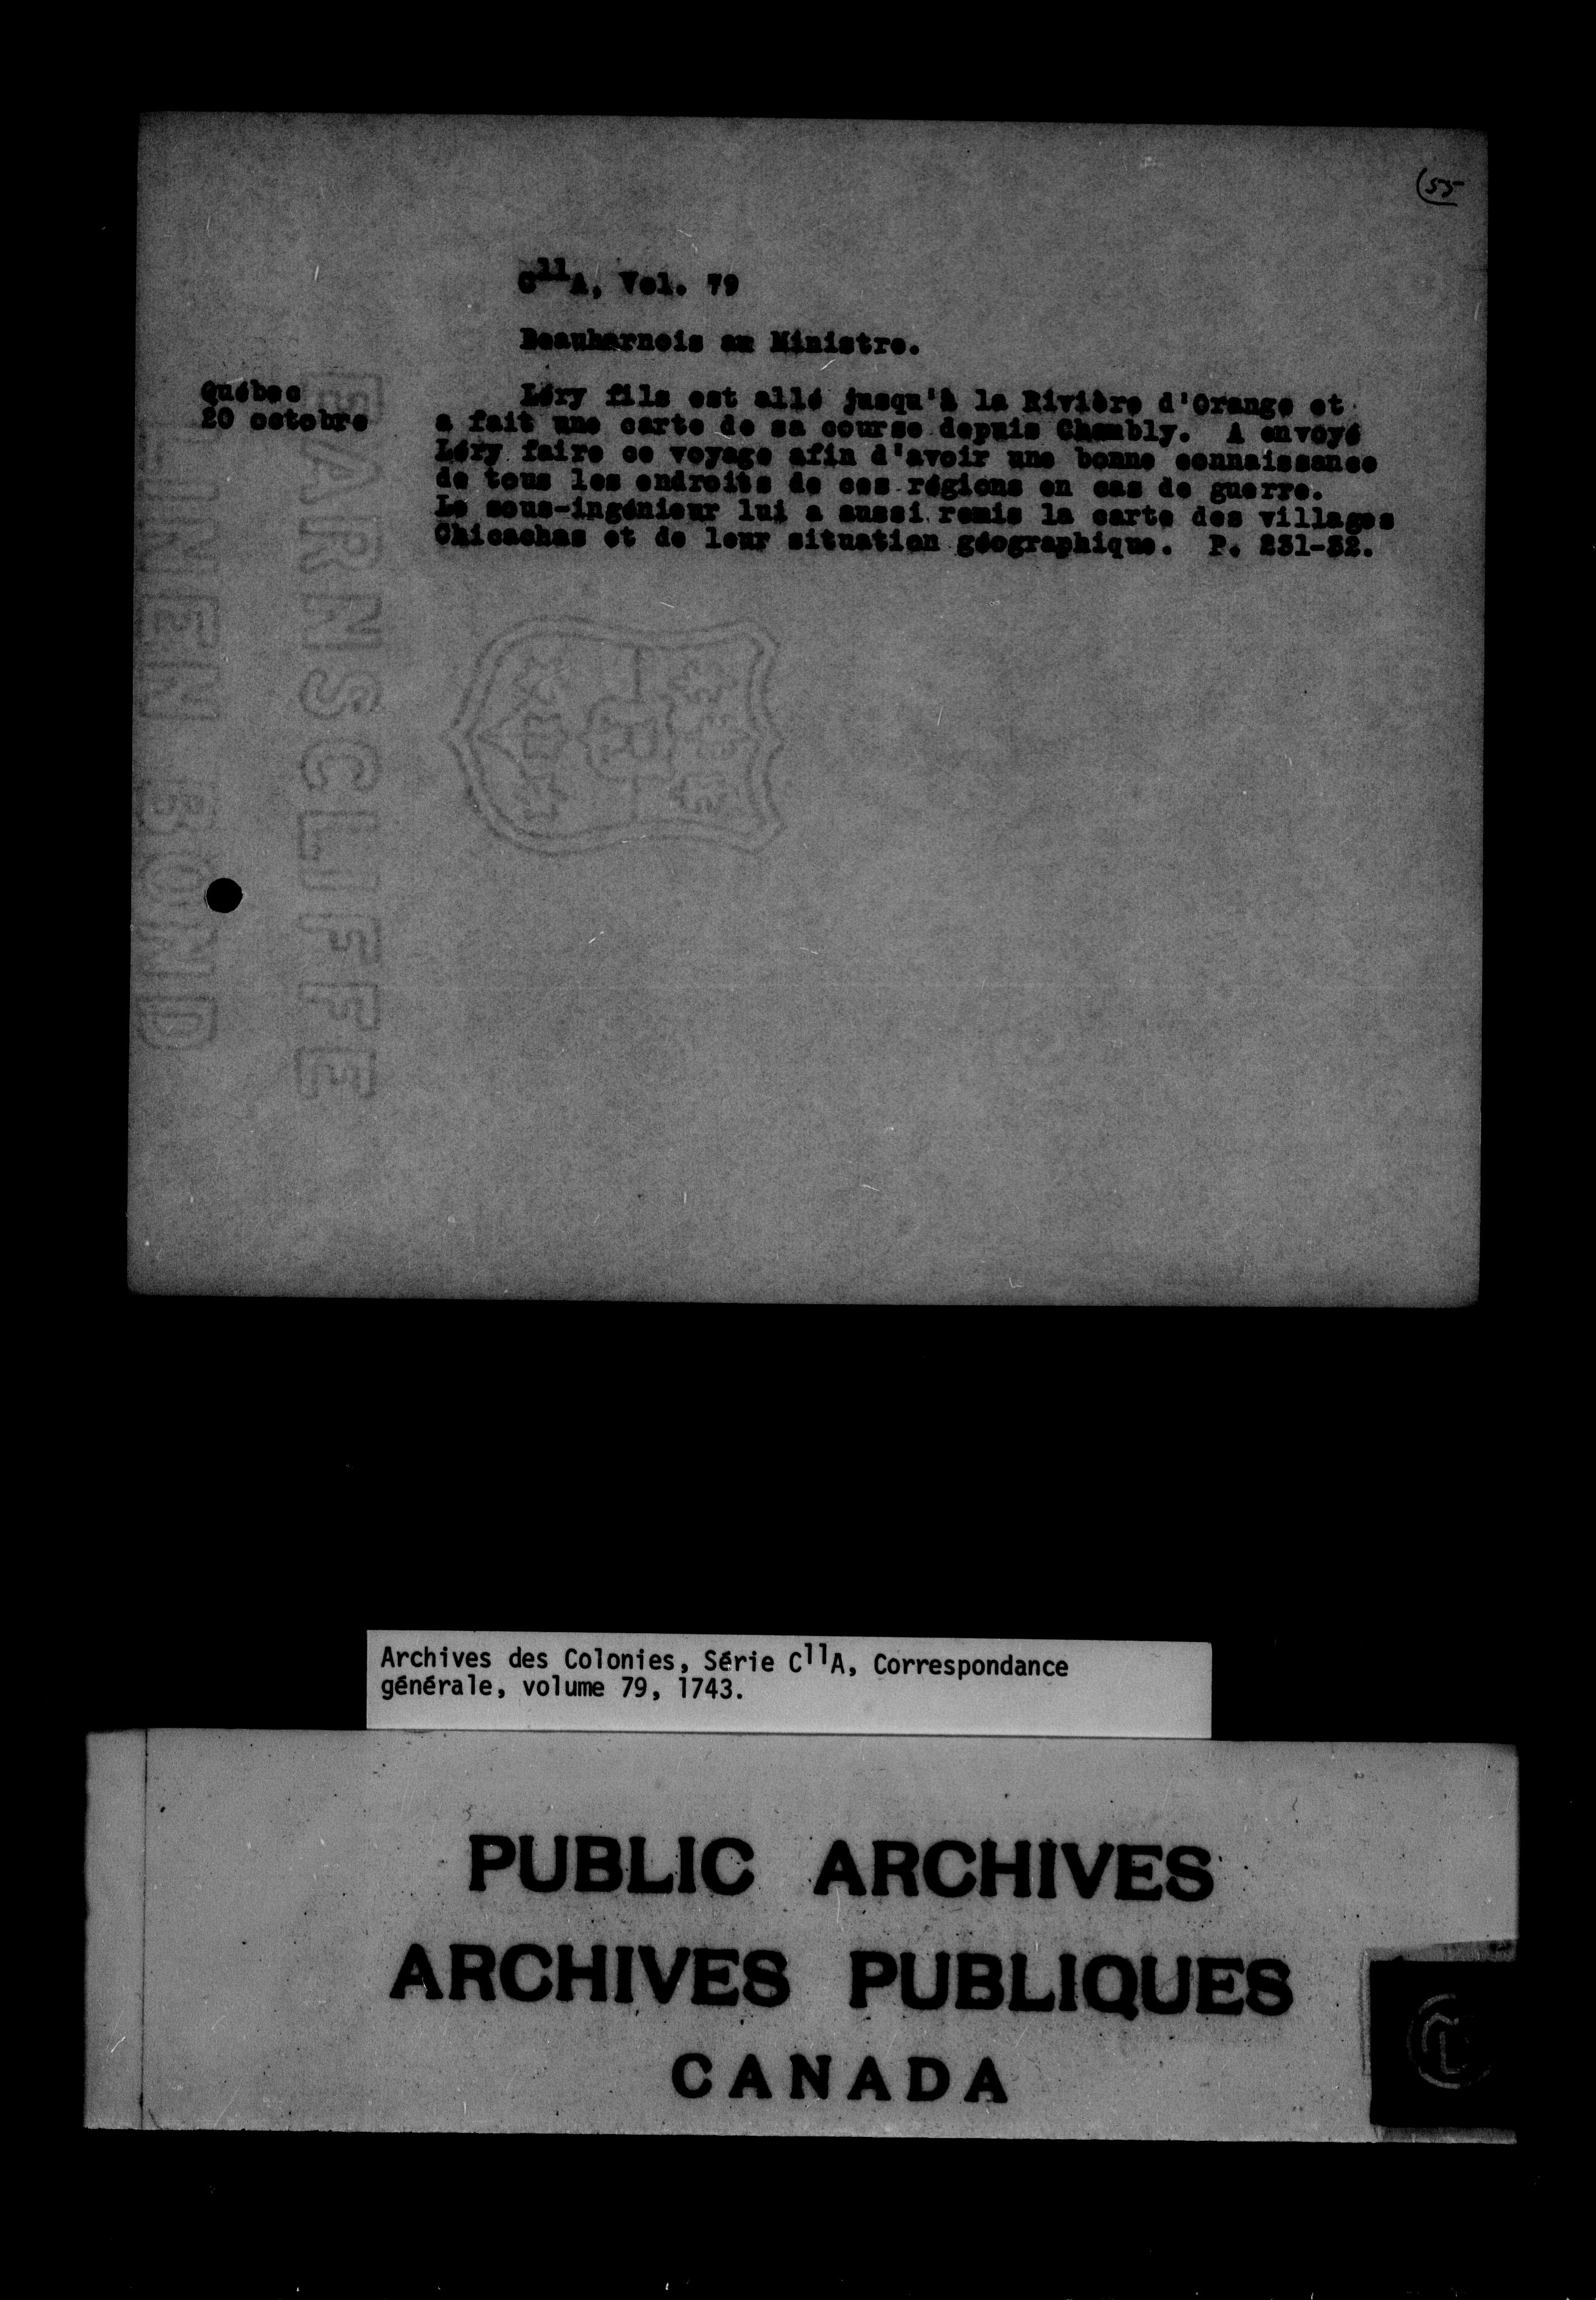 (55
C11A, Vol. 79
Beauharnois au Ministre.
Québec
20 octobre
Léry fils est allé jusqu'à la Rivière d'Orange et
a fait une carte de sa course depuis Chambly. A envoyé
Léry faire ce voyage afin d'avoir une bonne connaissance
de tous les endroits de ces régions en cas de guerre.
Le sous-ingénieur lui a aussi remis la carte des villages
Chicachas et de leur situation géographique. P. 231-32.
EARNSCLIFFE
LINEN BOND
Archives des Colonies, Série C11A, Correspondance
générale, volume 79, 1743.
PUBLIC ARCHIVES
ARCHIVES PUBLIQUES
CANADA